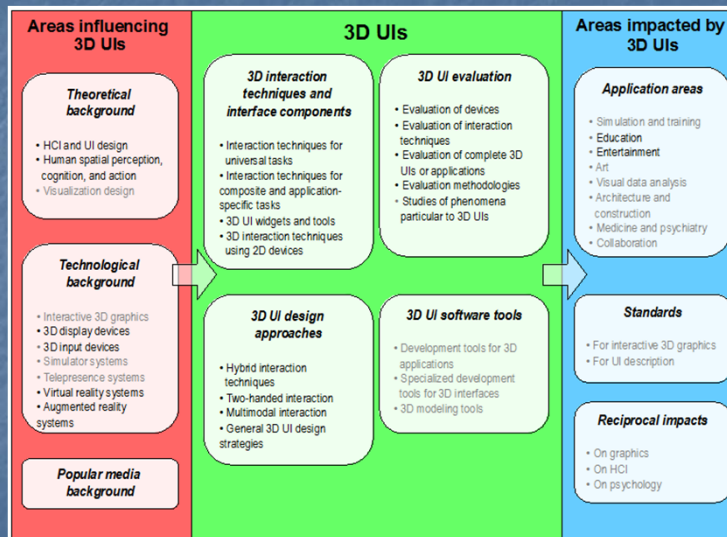 Areas influencing
3D UIs
Theoretical
background
• HCI and UI design
• Human spatial perception,
cognition, and action
• Visualization design
Technological
background
• Interactive 3D graphics
• 3D display devices
• 3D input devices
• Simulator systems
• Telepresence systems
• Virtual reality systems
• Augmented reality
systems
Popular media
background
3D UIs
3D interaction
techniques and
interface components
• Interaction techniques for
universal tasks
• Interaction techniques for
composite and application-
specific tasks
• 3D UI widgets and tools
• 3D interaction techniques
using 2D devices
3D UI evaluation
• Evaluation of devices
• Evaluation of interaction
techniques
• Evaluation of complete 3D
UIs or applications
• Evaluation methodologies
• Studies of phenomena
particular to 3D UIs
3D UI design
approaches
• Hybrid interaction
techniques
• Two-handed interaction
• Multimodal interaction
• General 3D UI design
strategies
3D UI software tools
• Development tools for 3D
applications
• Specialized development
tools for 3D interfaces
• 3D modeling tools
Areas impacted by
3D UIs
Application areas
• Simulation and training
• Education
• Entertainment
• Art
• Visual data analysis
• Architecture and
construction
• Medicine and psychiatry
• Collaboration
Standards
• For interactive 3D graphics
• For UI description
Reciprocal impacts
• On graphics
• On HCI
• On psychology